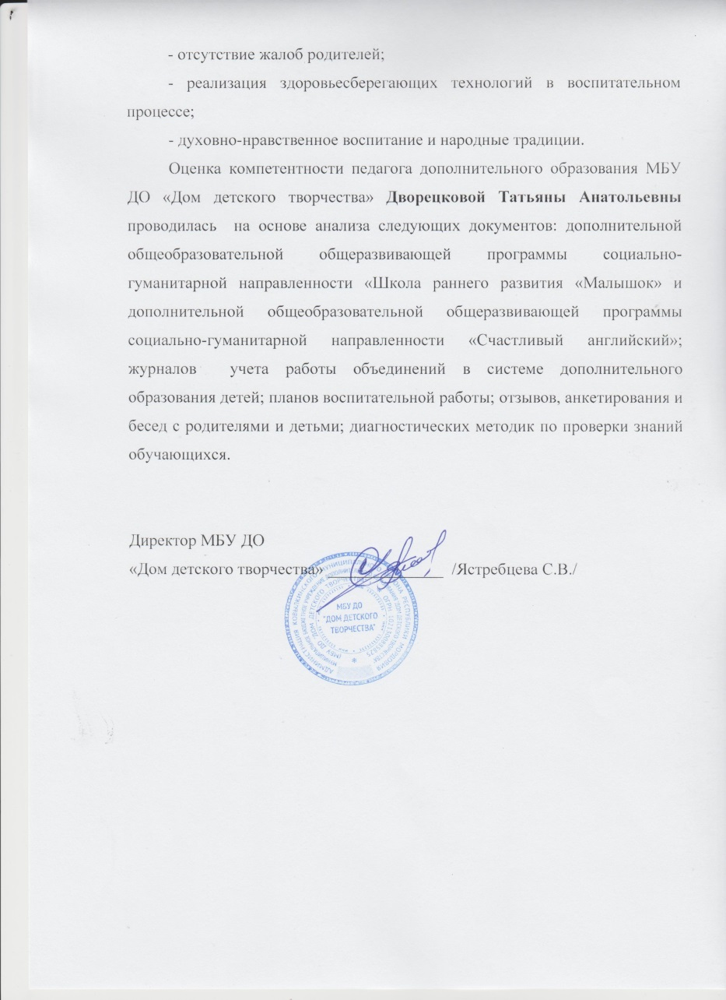 - отсутствие жалоб родителей;
- реализация здоровьесберегающих технологий в воспитательном
процессе;
- духовно-нравственное воспитание и народные традиции.
Оценка компетентности педагога дополнительного образования МБУ
ДО «Дом детского творчества» Дворецковой Татьяны Анатольевны
проводилась на основе анализа следующих документов: дополнительной
общеобразовательной общеразвивающей программы социально-
гуманитарной направленности «Школа раннего развития «Малышок» и
дополнительной общеобразовательной общеразвивающей программы
социально-гуманитарной направленности «Счастливый английский»;
журналов учета работы объединений в системе дополнительного
образования детей; планов воспитательной работы; отзывов, анкетирования и
бесед с родителями и детьми; диагностических методик по проверки знаний
обучающихся.
Директор МБУ ДО
«Дом детского творчества» /Ястребцева С.В./
МБУ ДО
"ДОМ ДЕТСКОГО
ТВОРЧЕСТВА"